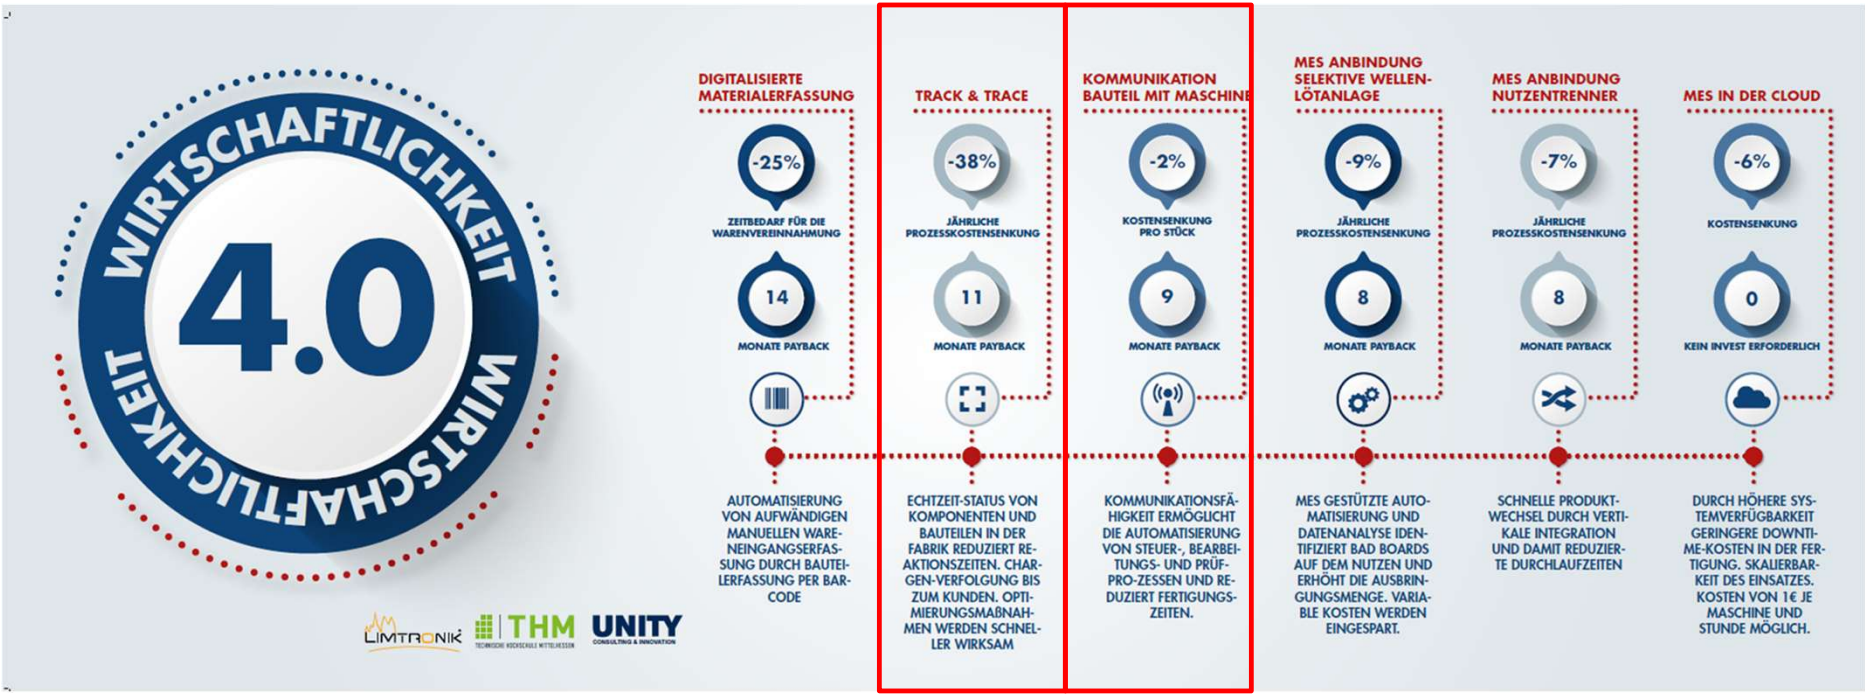 WIRTSCHAFTLICHKEIT
4.0
WIRTSCHAFTLICHKEIT
LIMTRONIK
THM
TECHNISCHE HOCHSCHULE MITTELHESSEN
UNITY
CONSULTING & INNOVATION
DIGITALISIERTE
MATERIALERFASSUNG
-25%
ZEITBEDARF FÜR DIE
WARENVEREINNAHMUNG
14
MONATE PAYBACK
AUTOMATISIERUNG
VON AUFWÄNDIGEN
MANUELLEN WARE-
NEINGANGSERFAS-
SUNG DURCH BAUTEI-
LERFASSUNG PER BAR-
CODE
TRACK & TRACE
-38%
JÄHRLICHE
PROZESSKOSTENSENKUNG
11
MONATE PAYBACK
ECHTZEIT-STATUS VON
KOMPONENTEN UND
BAUTEILEN IN DER
FABRIK REDUZIERT RE-
AKTIONSZEITEN. CHAR-
GEN-VERFOLGUNG BIS
ZUM KUNDEN. OPTI-
MIERUNGSMAßNAH-
MEN WERDEN SCHNEL-
LER WIRKSAM
KOMMUNIKATION
BAUTEIL MIT MASCHINE
-2%
KOSTENSENKUNG
PRO STÜCK
9
MONATE PAYBACK
KOMMUNIKATIONSFÄ-
HIGKEIT ERMÖGLICHT
DIE AUTOMATISIERUNG
VON STEUER-, BEARBEI-
TUNGS- UND PRÜF-
PRO-ZESSEN UND RE-
DUZIERT FERTIGUNGS-
ZEITEN.
MES ANBINDUNG
SELEKTIVE WELLEN-
LÖTANLAGE
-9%
JÄHRLICHE
PROZESSKOSTENSENKUNG
8
MONATE PAYBACK
MES GESTÜTZTE AUTO-
MATISIERUNG UND
DATENANALYSE IDEN-
TIFIZIERT BAD BOARDS
AUF DEM NUTZEN UND
ERHÖHT DIE AUSBRIN-
GUNGSMENGE. VARIA-
BLE KOSTEN WERDEN
EINGESPART.
MES ANBINDUNG
NUTZENTRENNER
-7%
JÄHRLICHE
PROZESSKOSTENSENKUNG
8
MONATE PAYBACK
SCHNELLE PRODUKT-
WECHSEL DURCH VERTI-
KALE INTEGRATION
UND DAMIT REDUZIER-
TE DURCHLAUFZEITEN
MES IN DER CLOUD
-6%
KOSTENSENKUNG
0
KEIN INVEST ERFORDERLICH
DURCH HÖHERE SYS-
TEMVERFÜGBARKEIT
GERINGERE DOWNTI-
ME-KOSTEN IN DER FER-
TIGUNG. SKALIERBAR-
KEIT DES EINSATZES.
KOSTEN VON 1€ JE
MASCHINE UND
STUNDE MÖGLICH.